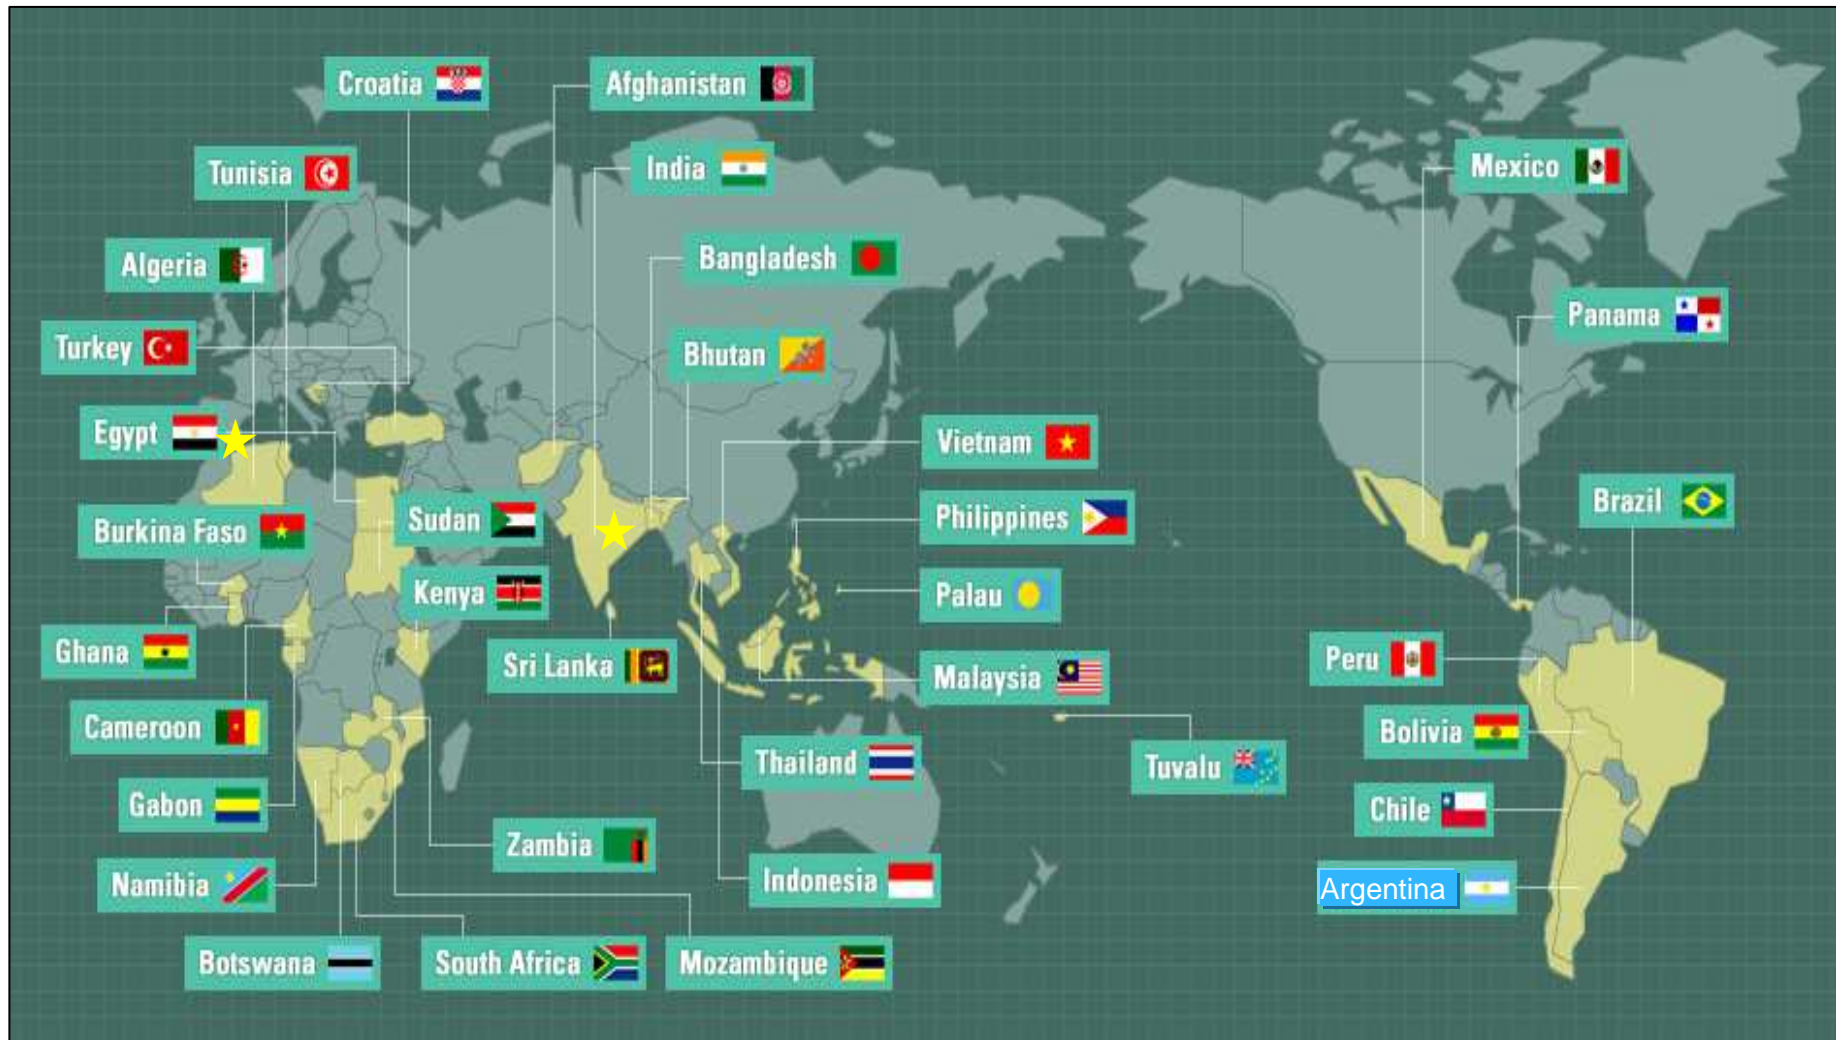 Croatia
Afghanistan
Tunisia
India
Mexico
Algeria
Bangladesh
Panama
Turkey
Bhutan
Egypt
Vietnam
Brazil
Burkina Faso
Sudan
Philippines
Kenya
Palau
Ghana
Sri Lanka
Malaysia
Peru
Cameroon
Thailand
Tuvalu
Bolivia
Gabon
Chile
Zambia
Namibia
Indonesia
Argentina
Botswana
South Africa
Mozambique